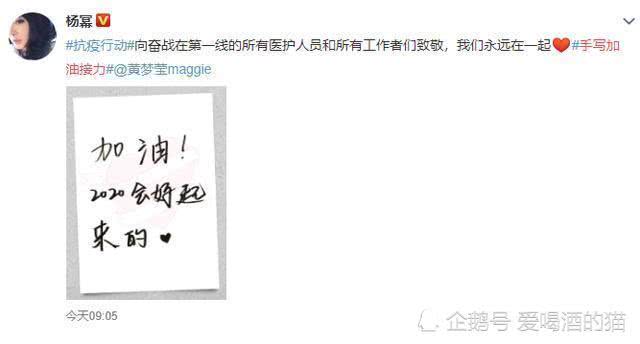 杨幂
#抗疫行动#向奋战在第一线的所有医护人员和所有工作者们致敬，我们永远在一起❤#手写加
油接力#@黄梦莹maggie
加油！
2020会好起
来的♥
今天09:05
企鹅号 爱喝酒的猫